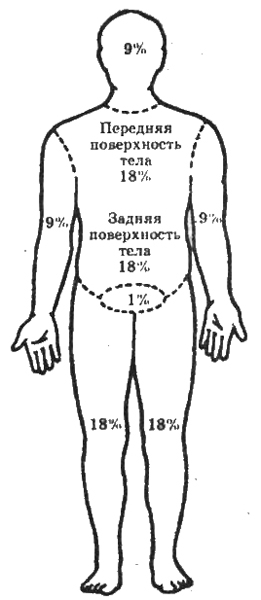 9%
Передняя
поверхность
тела
18%
9%
9%
Задняя
поверхность
тела
18%
1%
18%
18%